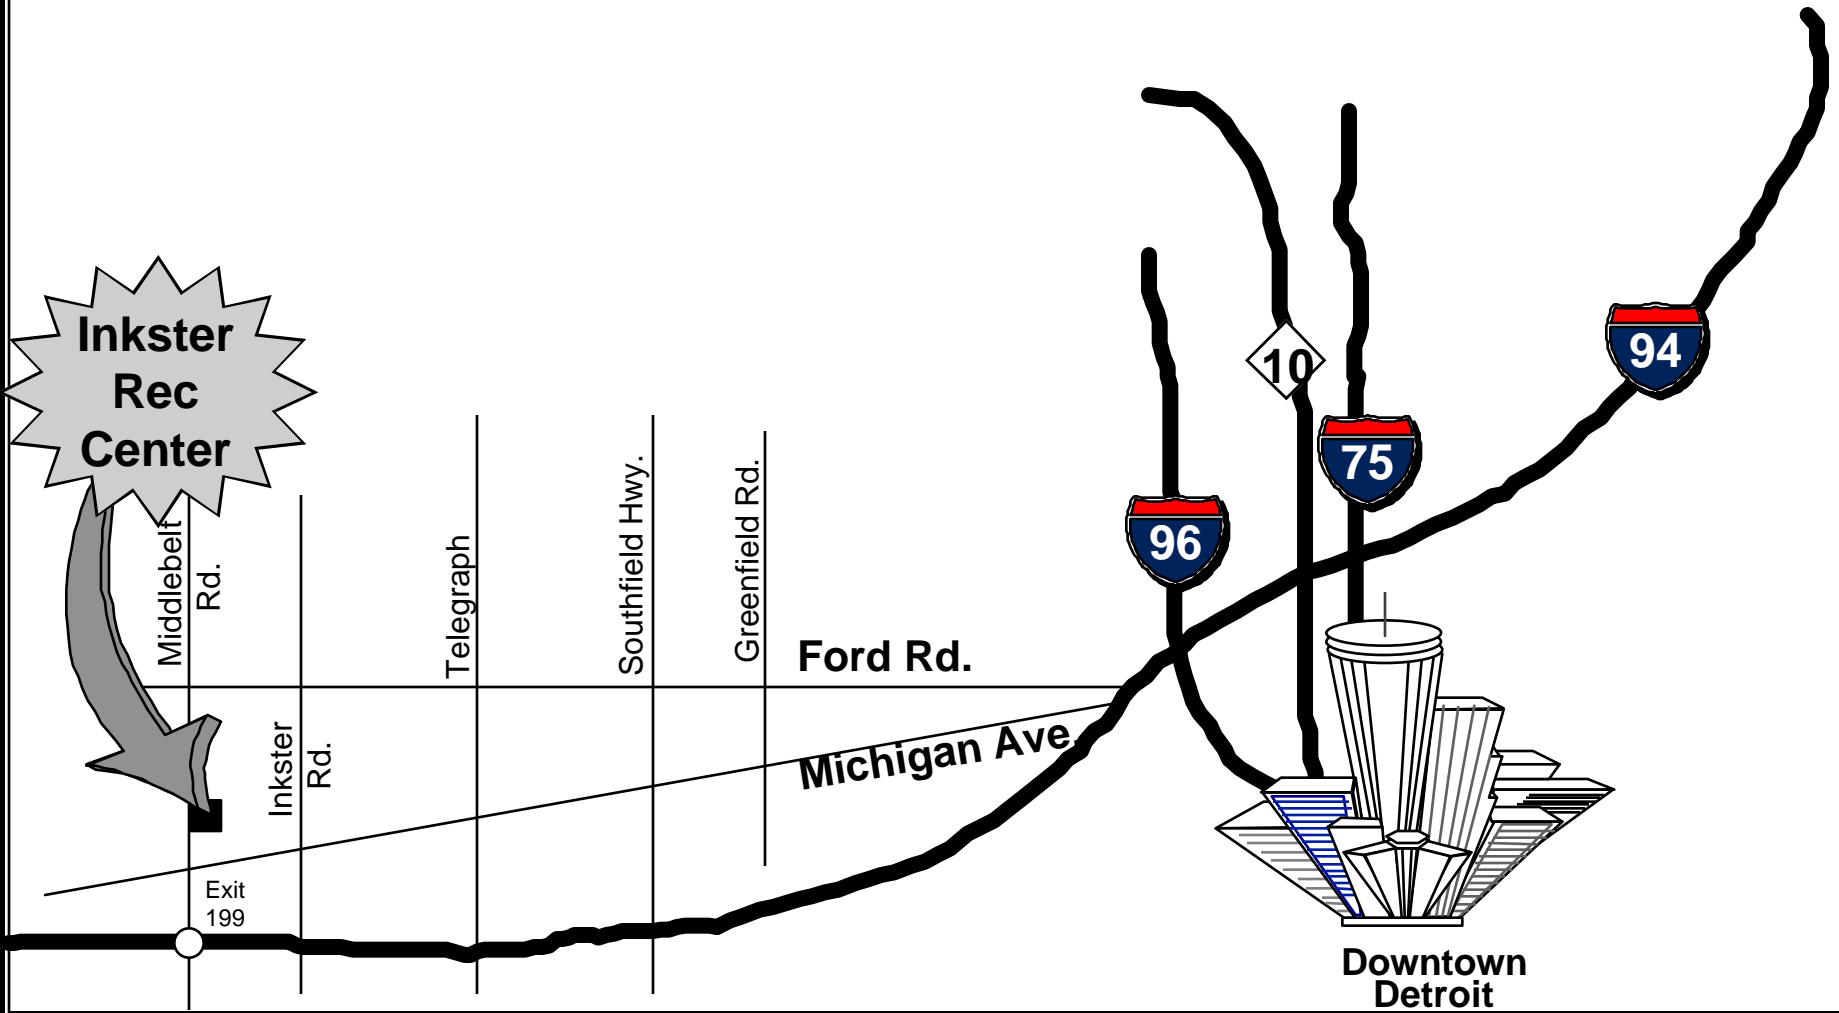 Inkster
Rec
Center
Middlebelt
Rd.
Inkster
Rd.
Telegraph
Southfield Hwy.
Greenfield Rd.
Ford Rd.
Michigan Ave.
Exit
199
96
10
75
94
Downtown
Detroit